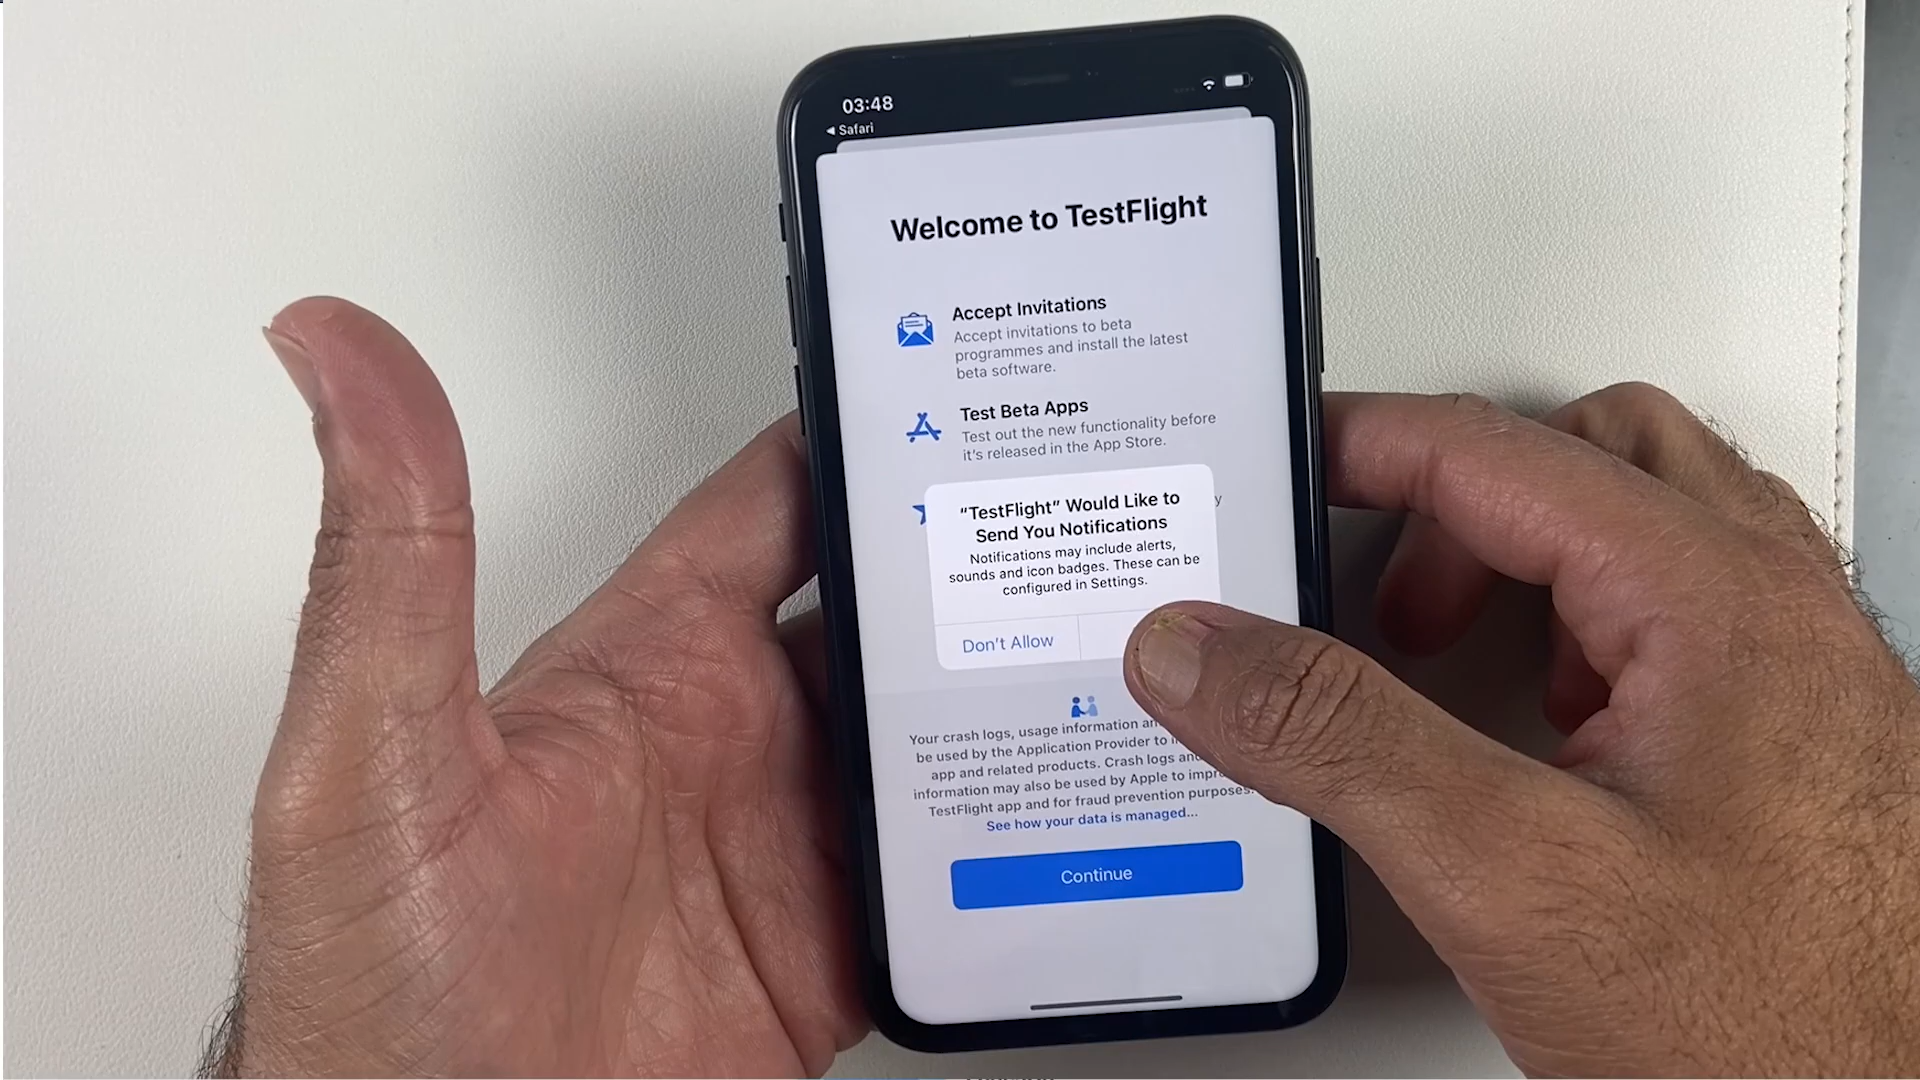 03:48
Safari
Welcome to TestFlight
Accept Invitations
Accept invitations to beta
programmes and install the latest
beta software.
Test Beta Apps
Test out the new functionality before
it's released in the App Store.
“TestFlight” Would Like to
Send You Notifications
Notifications may include alerts,
sounds and icon badges. These can be
configured in Settings.
Don't Allow
Your crash logs, usage information
be used by the Application Provider to
app and related products. Crash logs
information may also be used by Apple to
TestFlight app and for fraud prevention purposes.
See how your data is managed...
Continue